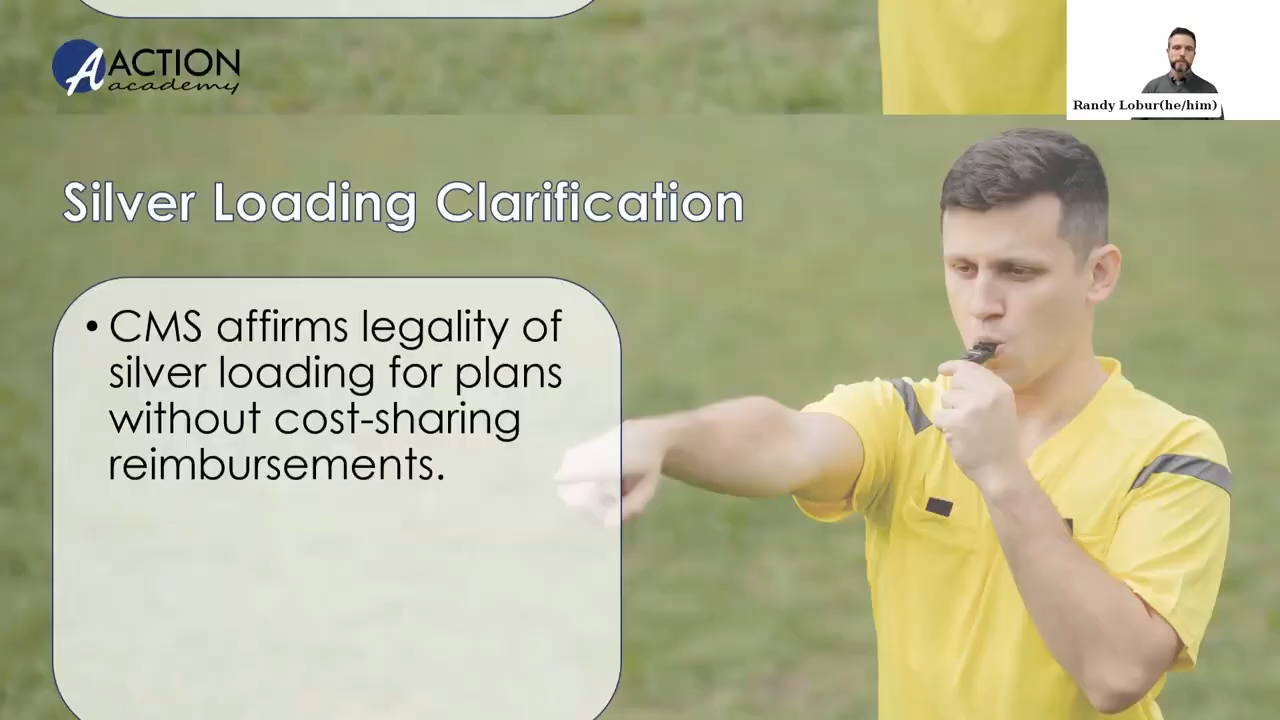 ACTION
academy
Randy Lobur(he/him)
Silver Loading Clarification
• CMS affirms legality of
silver loading for plans
without cost-sharing
reimbursements.